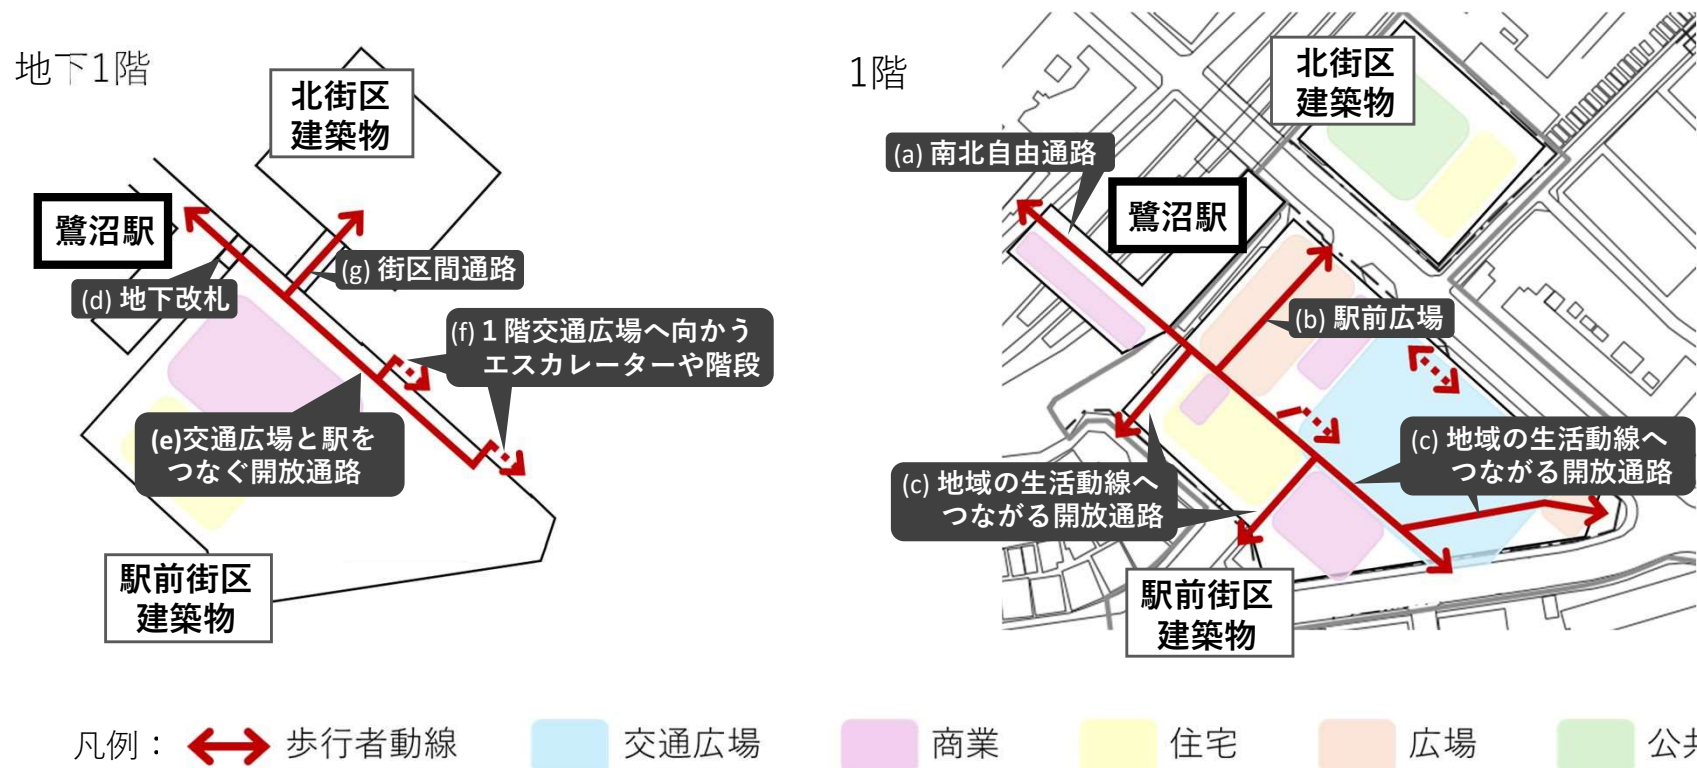 地下1階
北街区
建築物
鷺沼駅
(g) 街区間通路
(d) 地下改札
(f) 1階交通広場へ向かう
エスカレーターや階段
(e)交通広場と駅を
つなぐ開放通路
駅前街区
建築物
1階
北街区
建築物
(a) 南北自由通路
鷺沼駅
(b) 駅前広場
(c) 地域の生活動線へ
つながる開放通路
(c) 地域の生活動線へ
つながる開放通路
駅前街区
建築物
凡例：
歩行者動線
交通広場
商業
住宅
広場
公